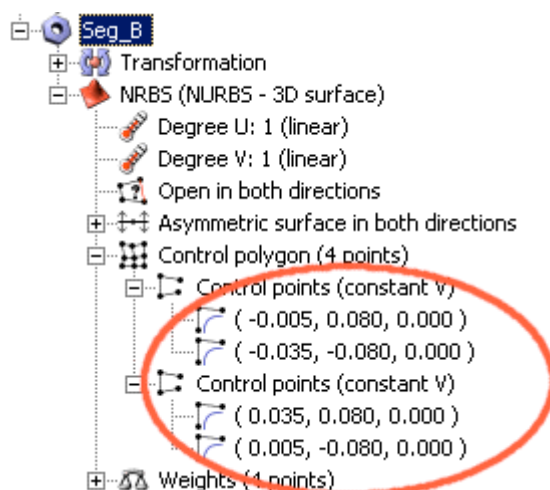 Seg_B
Transformation
NRBS (NURBS - 3D surface)
Degree U: 1 (linear)
Degree V: 1 (linear)
Open in both directions
Asymmetric surface in both directions
Control polygon (4 points)
Control points (constant V)
( -0.005, 0.080, 0.000 )
( -0.035, -0.080, 0.000 )
Control points (constant V)
( 0.035, 0.080, 0.000 )
( 0.005, -0.080, 0.000 )
Weights (4 points)